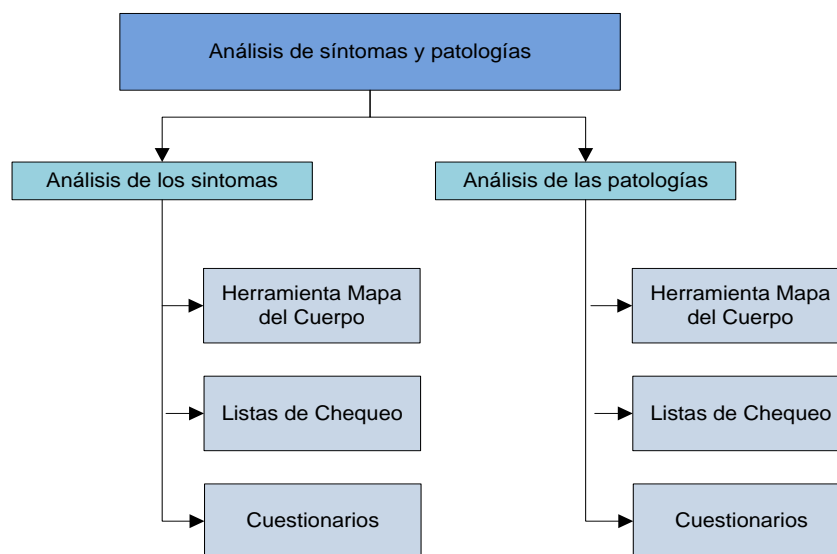 Análisis de síntomas y patologías
Análisis de los sintomas
Análisis de las patologías
Herramienta Mapa
del Cuerpo
Listas de Chequeo
Cuestionarios
Herramienta Mapa
del Cuerpo
Listas de Chequeo
Cuestionarios